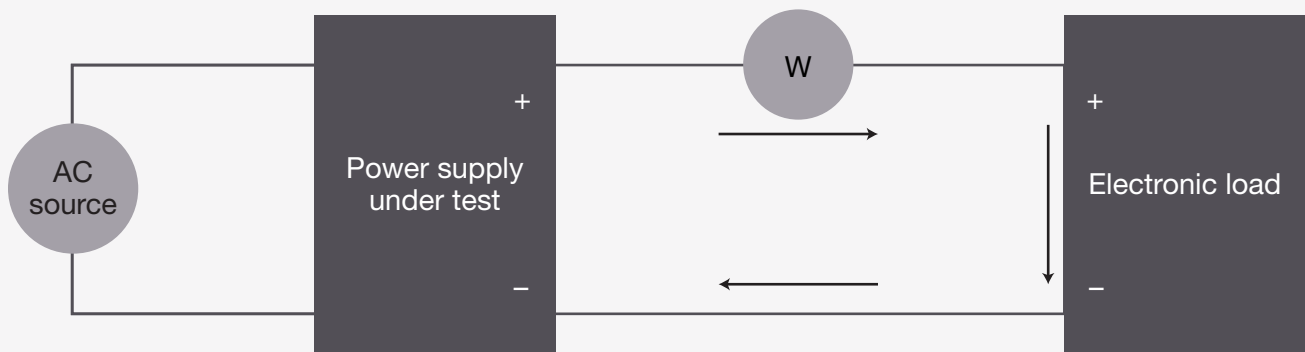 W
+
+
AC
source
Power supply
under test
Electronic load
−
−